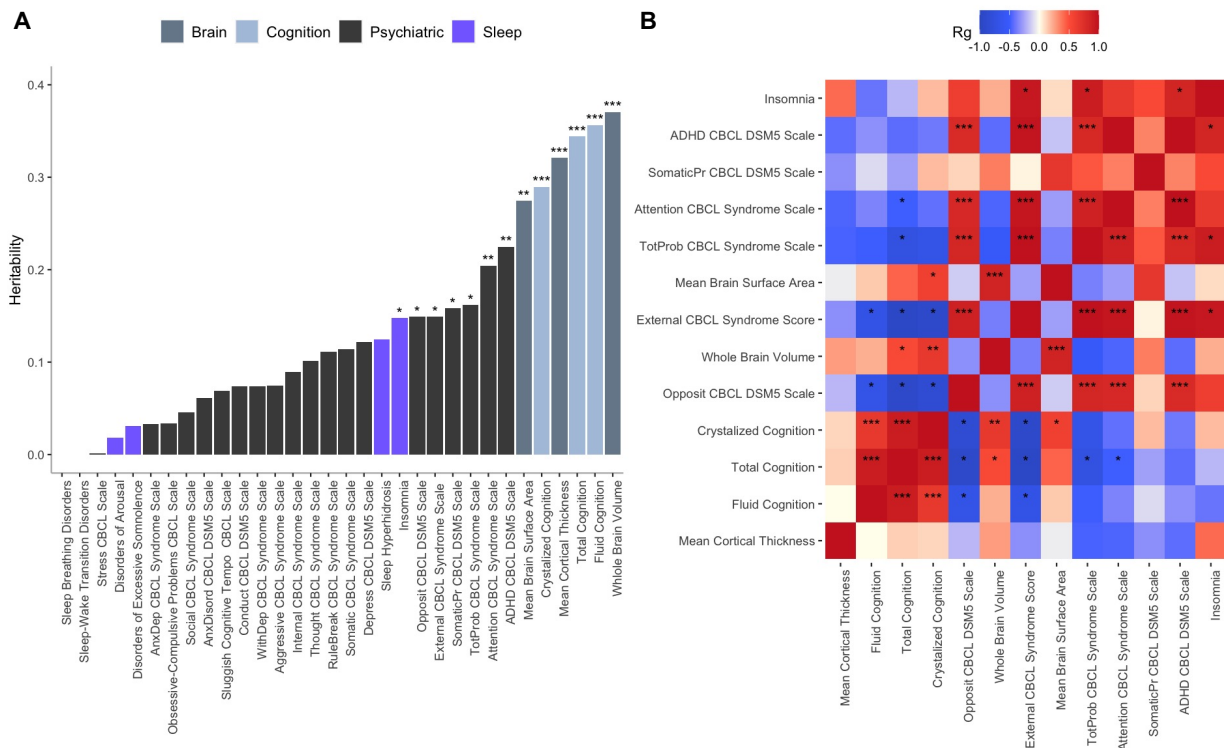 A
Brain
Cognition
Psychiatric
Sleep
Heritability
0.4
0.3
0.2
0.1
0.0
*
*
*
*
*
**
**
**
***
***
***
***
***
Sleep Breathing Disorders
Sleep-Wake Transition Disorders
Stress CBCL Scale
Disorders of Arousal
Disorders of Excessive Somnolence
AnxDep CBCL Syndrome Scale
Obsessive-Compulsive Problems CBCL Scale
Social CBCL Syndrome Scale
AnxDisord CBCL DSM5 Scale
Sluggish Cognitive Tempo CBCL Scale
Conduct CBCL DSM5 Scale
WithDep CBCL Syndrome Scale
Aggressive CBCL Syndrome Scale
Internal CBCL Syndrome Scale
Thought CBCL Syndrome Scale
RuleBreak CBCL Syndrome Scale
Somatic CBCL Syndrome Scale
Depress CBCL DSM5 Scale
Sleep Hyperhidrosis
Insomnia
Opposit CBCL DSM5 Scale
External CBCL Syndrome Scale
SomaticPr CBCL DSM5 Scale
TotProb CBCL Syndrome Scale
Attention CBCL Syndrome Scale
ADHD CBCL DSM5 Scale
Mean Brain Surface Area
Crystalized Cognition
Mean Cortical Thickness
Total Cognition
Fluid Cognition
Whole Brain Volume
B
Rg
-1.0 -0.5 0.0 0.5 1.0
Insomnia * * *
ADHD CBCL DSM5 Scale *** *** *** *
SomaticPr CBCL DSM5 Scale
Attention CBCL Syndrome Scale * *** *** *** ***
TotProb CBCL Syndrome Scale * *** *** *** *** *
Mean Brain Surface Area * ***
External CBCL Syndrome Score * * * *** *** *** *** *
Whole Brain Volume * ** ***
Opposit CBCL DSM5 Scale * * * *** *** *** ***
Crystalized Cognition *** *** * ** * *
Total Cognition *** *** * * * * *
Fluid Cognition *** *** * *
Mean Cortical Thickness
Mean Cortical Thickness
Fluid Cognition
Total Cognition
Crystalized Cognition
Opposit CBCL DSM5 Scale
Whole Brain Volume
External CBCL Syndrome Score
Mean Brain Surface Area
TotProb CBCL Syndrome Scale
Attention CBCL Syndrome Scale
SomaticPr CBCL DSM5 Scale
ADHD CBCL DSM5 Scale
Insomnia